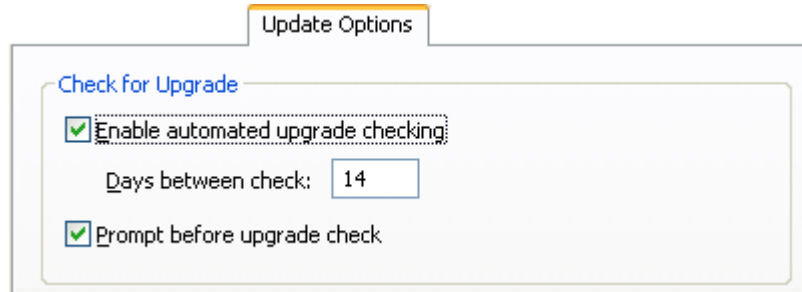 Update Options
Check for Upgrade
Enable automated upgrade checking
Days between check: 14
Prompt before upgrade check